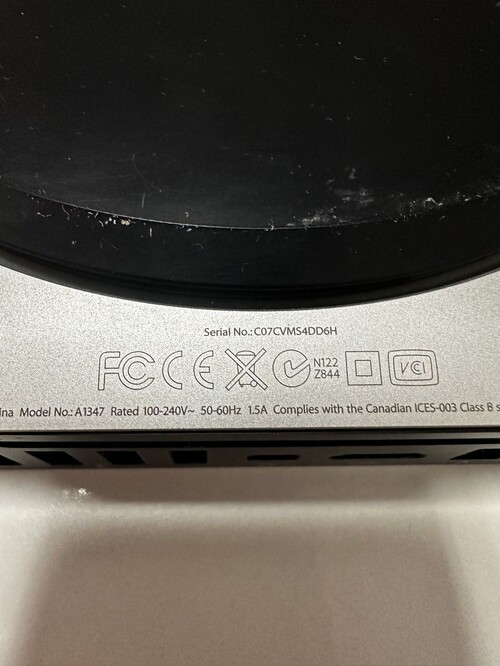 Serial No.: C07CVMS4DD6H
FC CE N122
Z844 VCI
ina Model No.: A1347 Rated 100-240V~ 50-60Hz 1.5A Complies with the Canadian ICES-003 Class B s